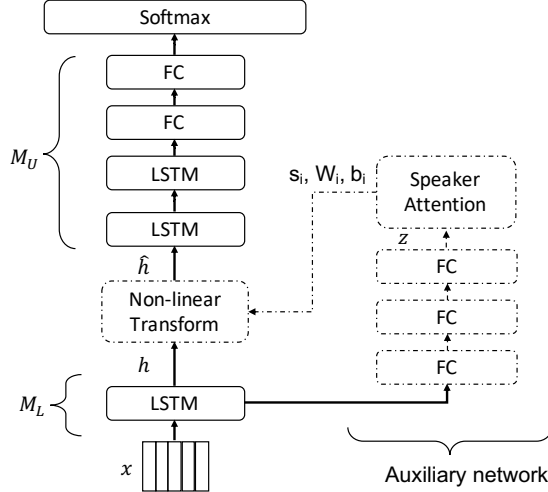 Softmax
FC
FC
M_U
LSTM
LSTM
s_i, W_i, b_i
Speaker
Attention
z
ĥ
FC
Non-linear
Transform
FC
h
FC
M_L
LSTM
x
Auxiliary network